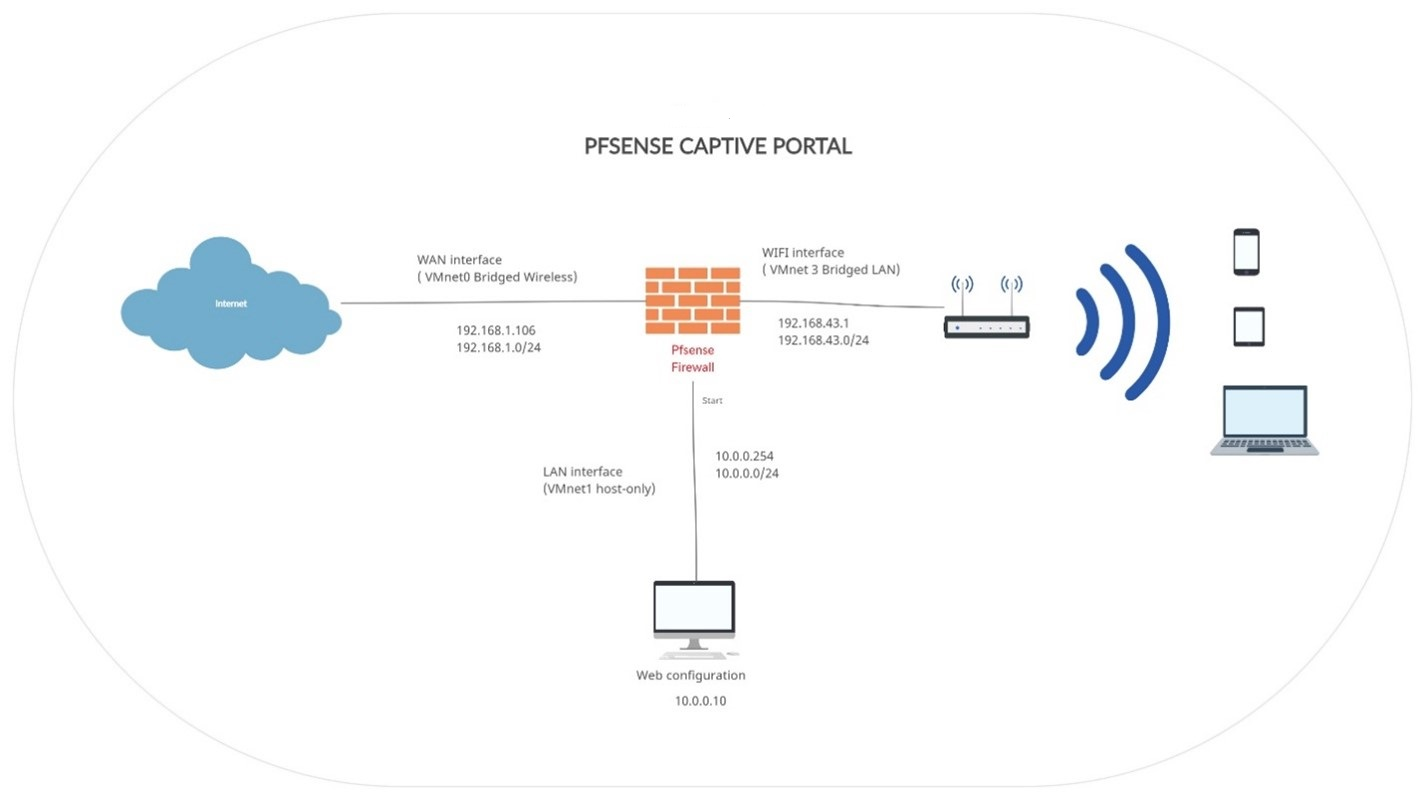 PFSENSE CAPTIVE PORTAL
Internet
WAN interface
( VMnet0 Bridged Wireless)
192.168.1.106
192.168.1.0/24
WIFI interface
( VMnet 3 Bridged LAN)
192.168.43.1
192.168.43.0/24
Pfsense
Firewall
Start
LAN interface
(VMnet1 host-only)
10.0.0.254
10.0.0.0/24
Web configuration
10.0.0.10